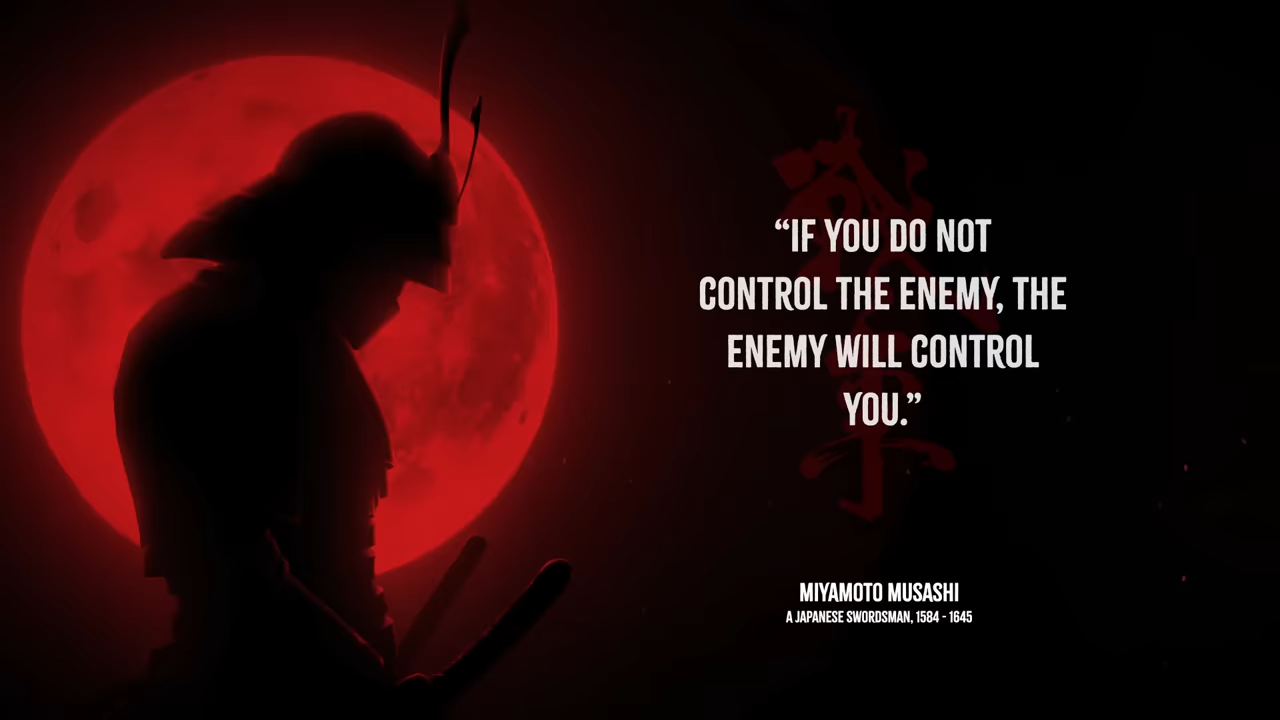 “IF YOU DO NOT
CONTROL THE ENEMY, THE
ENEMY WILL CONTROL
YOU.”
MIYAMOTO MUSASHI
A JAPANESE SWORDSMAN, 1584 - 1645